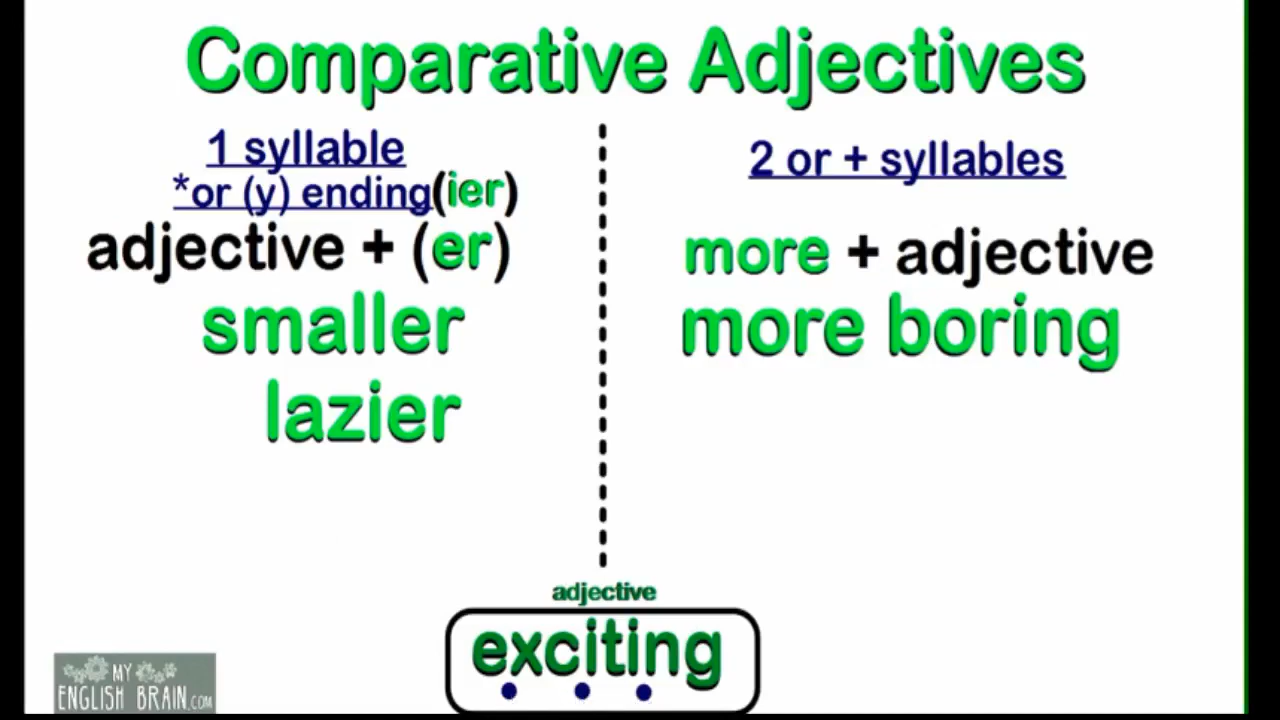 Comparative Adjectives
1 syllable
*or (y) ending(ier)
adjective + (er)
smaller
lazier
2 or + syllables
more + adjective
more boring
adjective
exciting
MY
ENGLISH BRAIN.COM